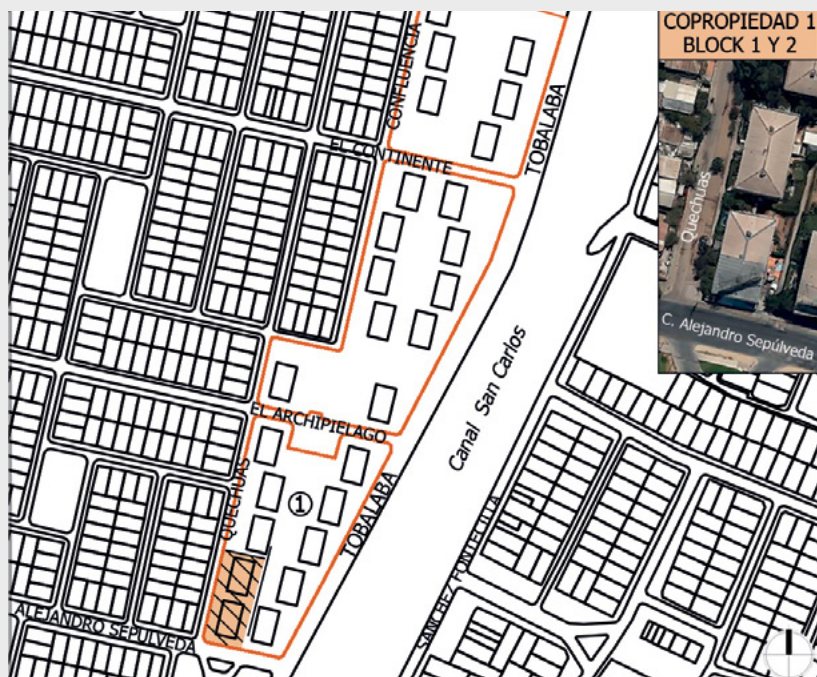 COPROPIEDAD 1
BLOCK 1 Y 2
CONFLUENCIA
TOBALABA
EL CONTINENTE
Quechuas
C. Alejandro Sepúlveda
Canal San Carlos
EL ARCHIPIELAGO
QUECHUAS
1
TOBALABA
SANCHEZ FONTECILLA
ALEJANDRO SEPULVEDA